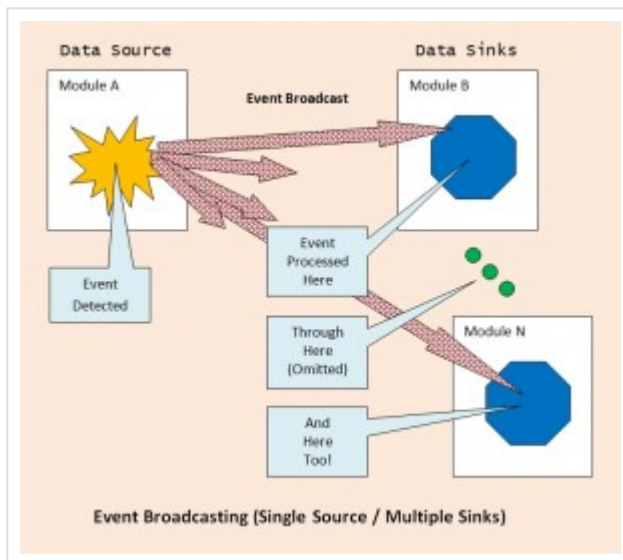 Data Source
Data Sinks
Module A
Event Broadcast
Module B
Event
Detected
Event
Processed
Here
Through
Here
(Omitted)
Module N
And
Here
Too!
Event Broadcasting (Single Source / Multiple Sinks)